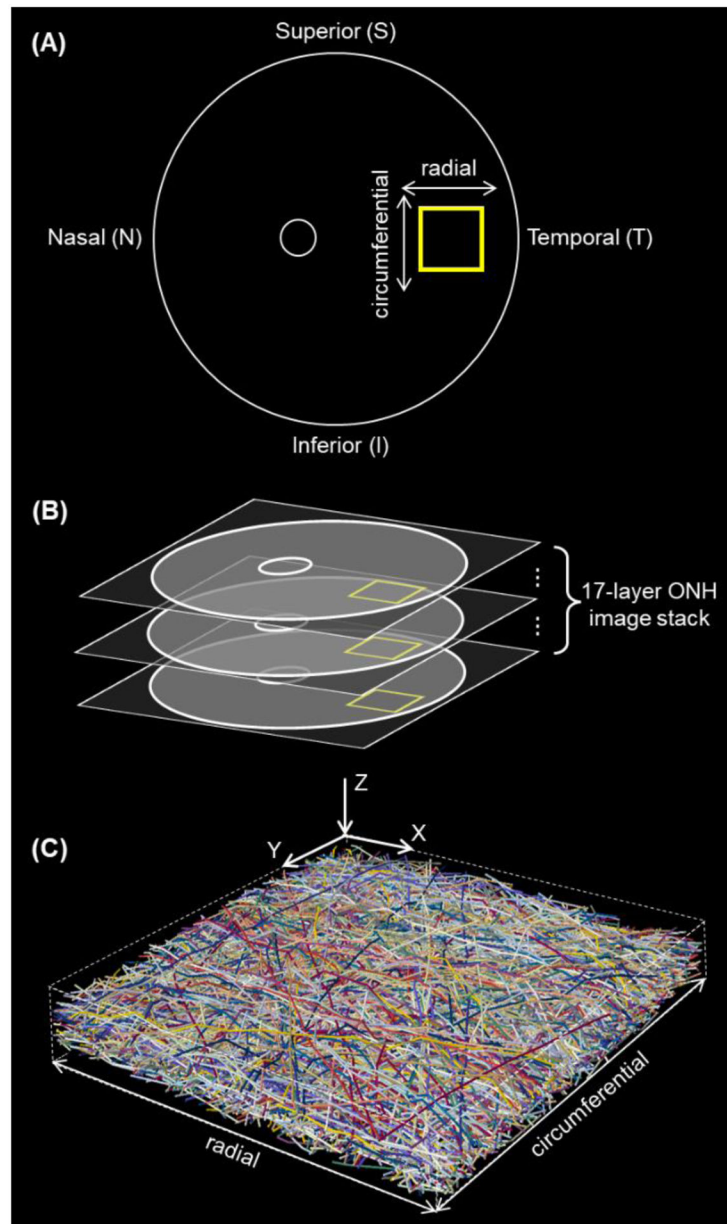 (A)
Superior (S)
radial
circumferential
Nasal (N)
Temporal (T)
Inferior (I)
(B)
...
17-layer ONH
image stack
...
Z
(C)
Y
X
radial
circumferential